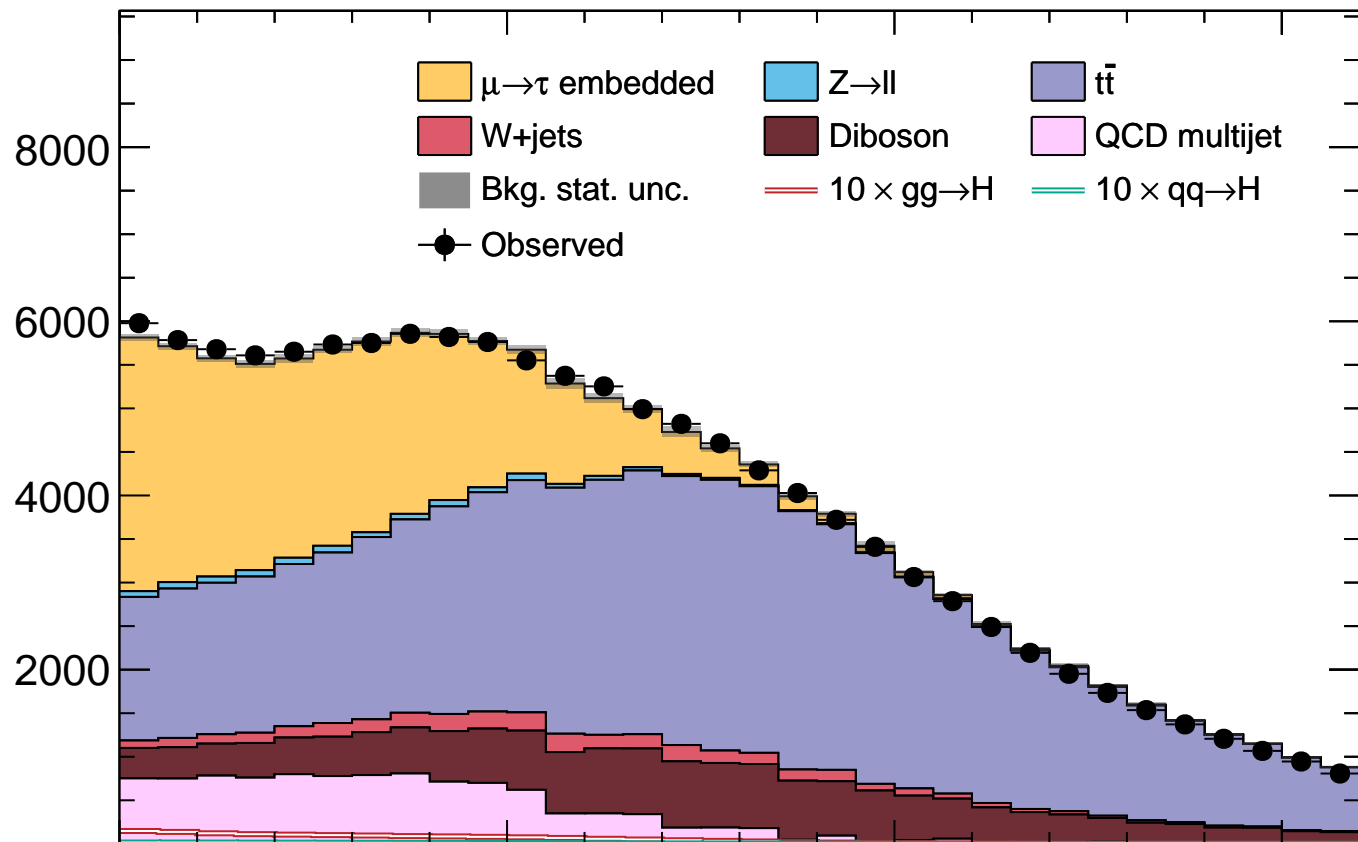 μ→τ embedded Z→ll tt̄
W+jets Diboson QCD multijet
Bkg. stat. unc. 10 × gg→H 10 × qq→H
Observed
8000
6000
4000
2000